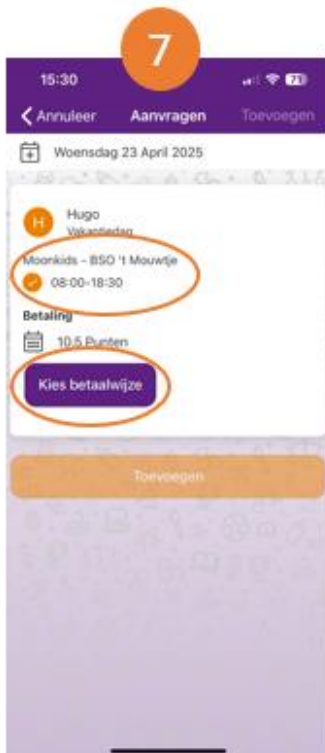 7
15:30
71
Annuleer Aanvragen Toevoegen
Woensdag 23 April 2025
H Hugo
Vakantiedag
Moonkids - BSO 't Mouwtje
08:00-18:30
Betaling
10.5 Punten
Kies betaalwijze
Toevoegen